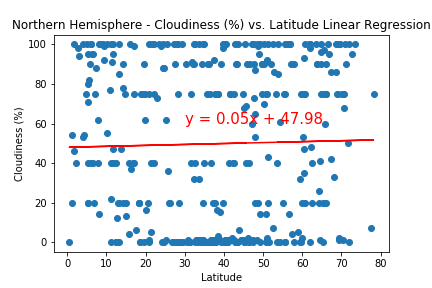 Northern Hemisphere - Cloudiness (%) vs. Latitude Linear Regression
100
80
60
40
20
0
Cloudiness (%)
y = 0.05x + 47.98
0 10 20 30 40 50 60 70 80
Latitude